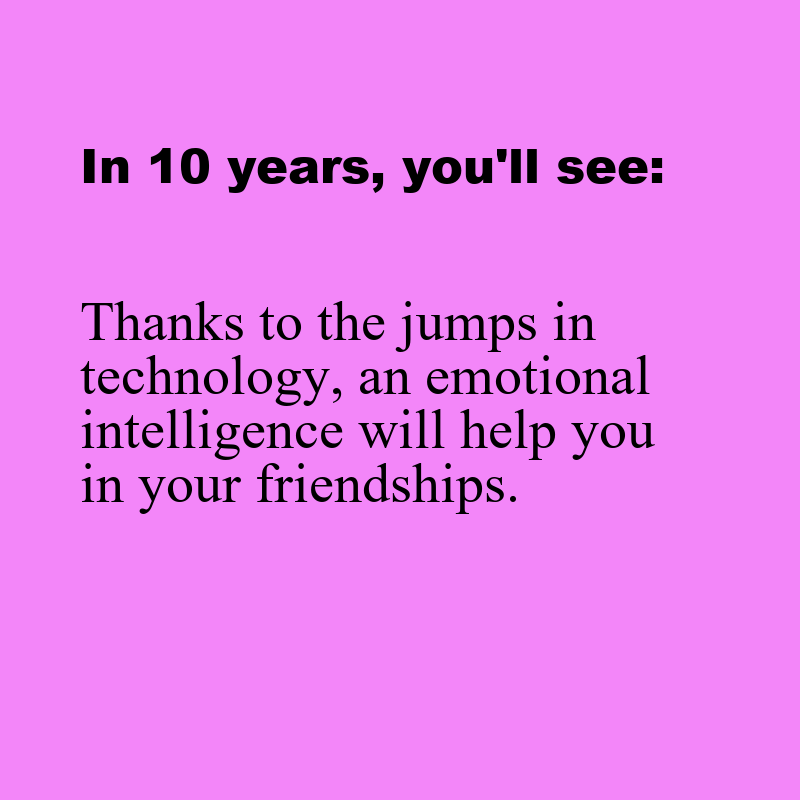 In 10 years, you'll see:
Thanks to the jumps in
technology, an emotional
intelligence will help you
in your friendships.